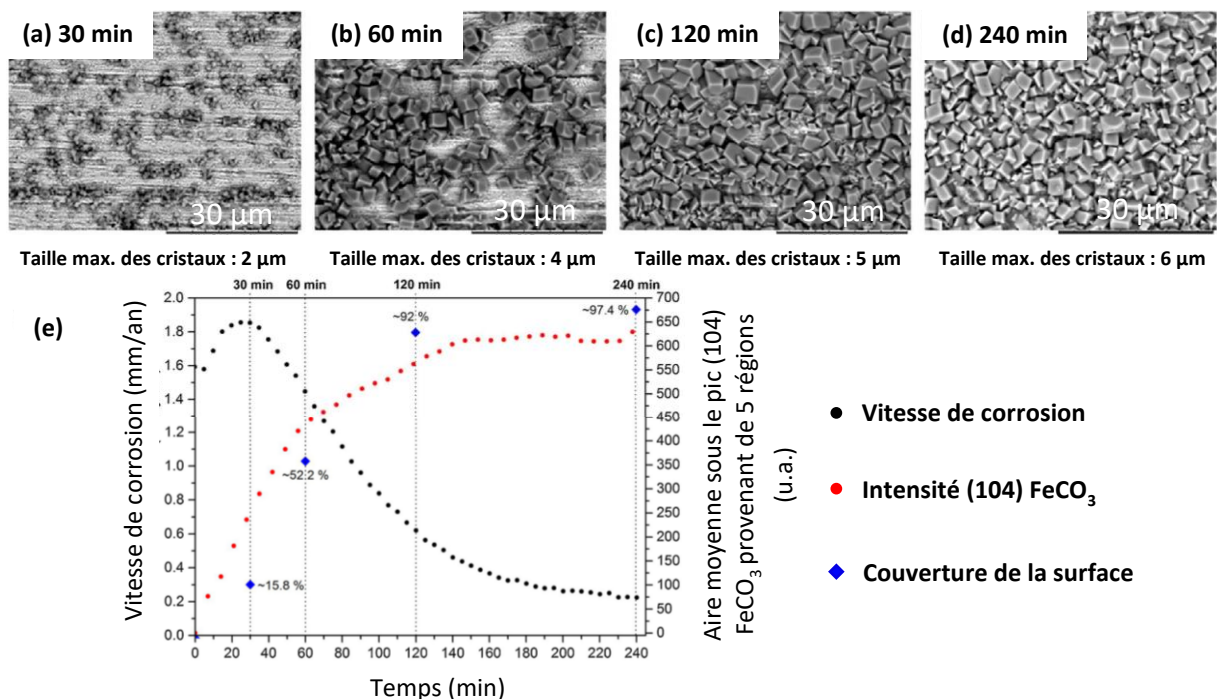 (a) 30 min
(b) 60 min
(c) 120 min
(d) 240 min
30 µm
30 µm
30 µm
30 µm
Taille max. des cristaux : 2 µm
Taille max. des cristaux : 4 µm
Taille max. des cristaux : 5 µm
Taille max. des cristaux : 6 µm
30 min
60 min
120 min
240 min
(e)
Vitesse de corrosion (mm/an)
2.0
1.8
1.6
1.4
1.2
1.0
0.8
0.6
0.4
0.2
0.0
~15.8 %
~52.2 %
~92 %
~97.4 %
700
650
600
550
500
450
400
350
300
250
200
150
100
50
0
Aire moyenne sous le pic (104)
FeCO₃ provenant de 5 régions
(u.a.)
0
20
40
60
80
100
120
140
160
180
200
220
240
Temps (min)
Vitesse de corrosion
Intensité (104) FeCO₃
Couverture de la surface